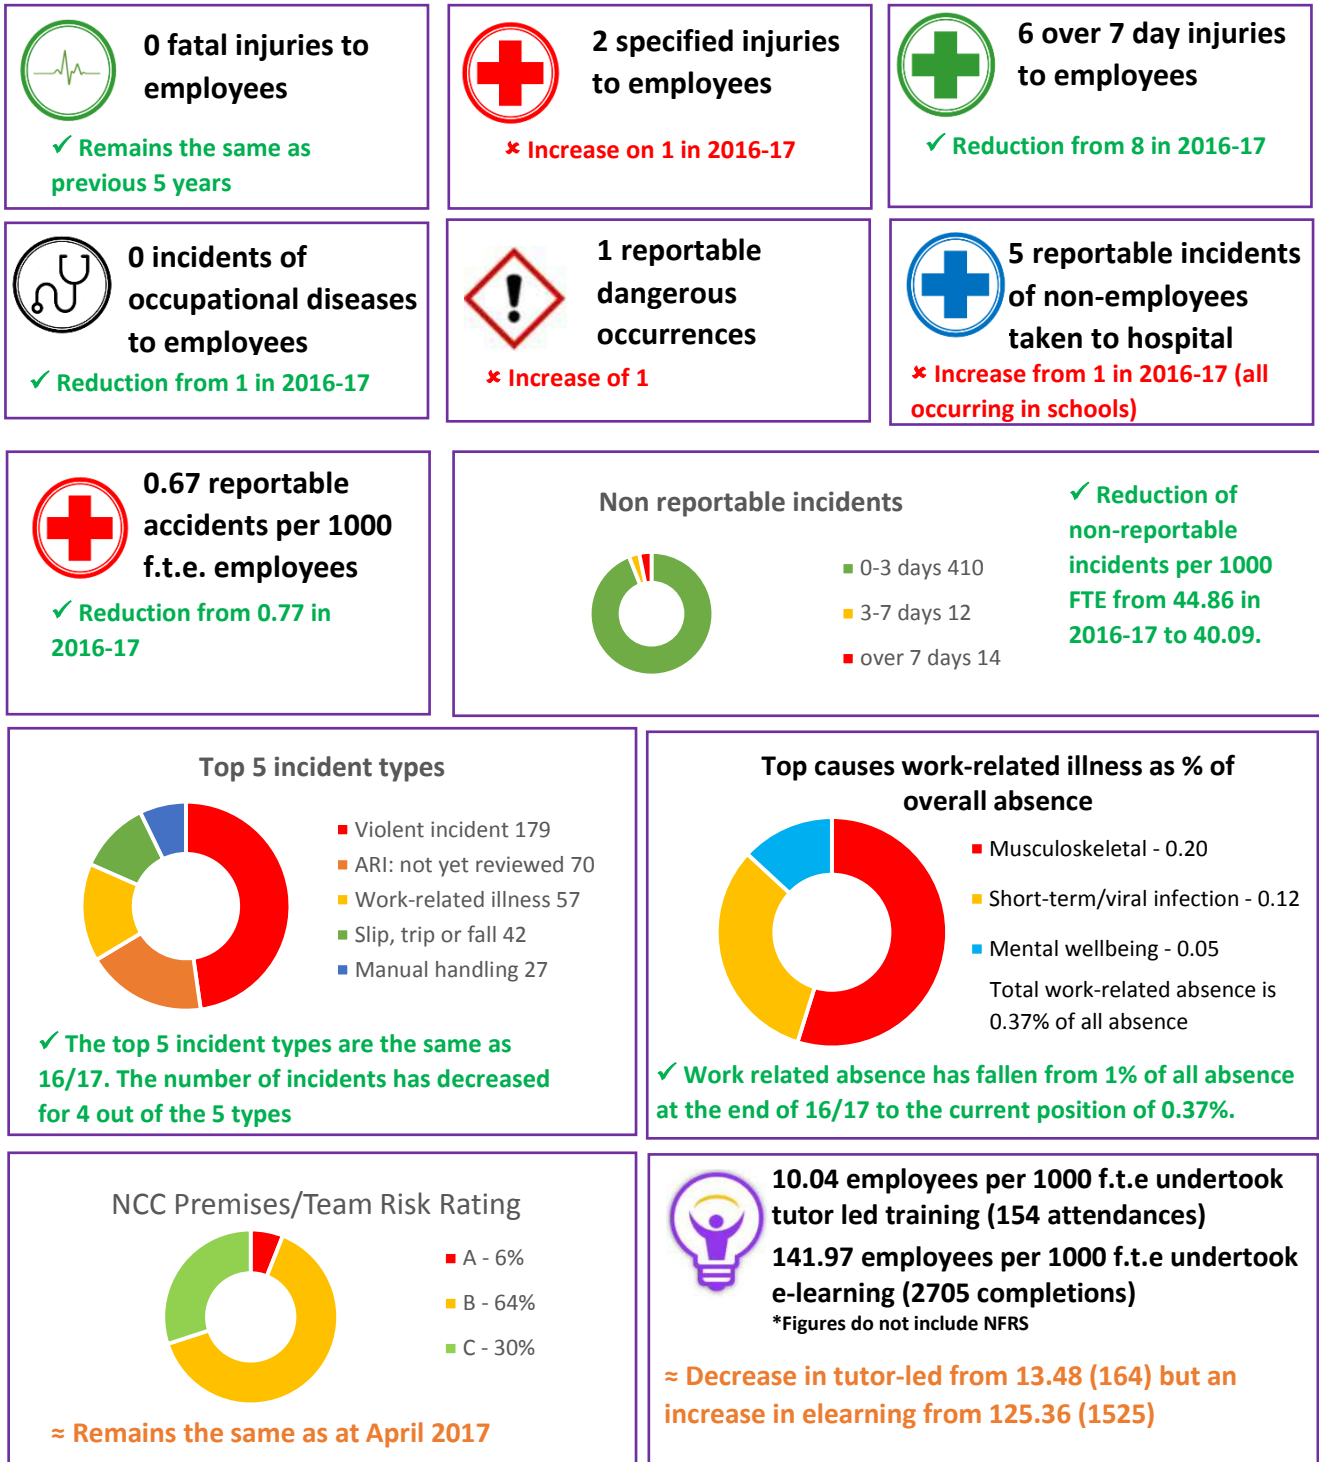 0 fatal injuries to
employees
✓ Remains the same as
previous 5 years
2 specified injuries
to employees
✘ Increase on 1 in 2016-17
6 over 7 day injuries
to employees
✓ Reduction from 8 in 2016-17
0 incidents of
occupational diseases
to employees
✓ Reduction from 1 in 2016-17
1 reportable
dangerous
occurrences
✘ Increase of 1
5 reportable incidents
of non-employees
taken to hospital
✘ Increase from 1 in 2016-17 (all
occurring in schools)
0.67 reportable
accidents per 1000
f.t.e. employees
✓ Reduction from 0.77 in
2016-17
Non reportable incidents
0-3 days 410
3-7 days 12
over 7 days 14
✓ Reduction of
non-reportable
incidents per 1000
FTE from 44.86 in
2016-17 to 40.09.
Top 5 incident types
Violent incident 179
ARI: not yet reviewed 70
Work-related illness 57
Slip, trip or fall 42
Manual handling 27
✓ The top 5 incident types are the same as
16/17. The number of incidents has decreased
for 4 out of the 5 types
Top causes work-related illness as % of
overall absence
Musculoskeletal - 0.20
Short-term/viral infection - 0.12
Mental wellbeing - 0.05
Total work-related absence is
0.37% of all absence
✓ Work related absence has fallen from 1% of all absence
at the end of 16/17 to the current position of 0.37%.
NCC Premises/Team Risk Rating
A - 6%
B - 64%
C - 30%
≈ Remains the same as at April 2017
10.04 employees per 1000 f.t.e undertook
tutor led training (154 attendances)
141.97 employees per 1000 f.t.e undertook
e-learning (2705 completions)
*Figures do not include NFRS
≈ Decrease in tutor-led from 13.48 (164) but an
increase in elearning from 125.36 (1525)